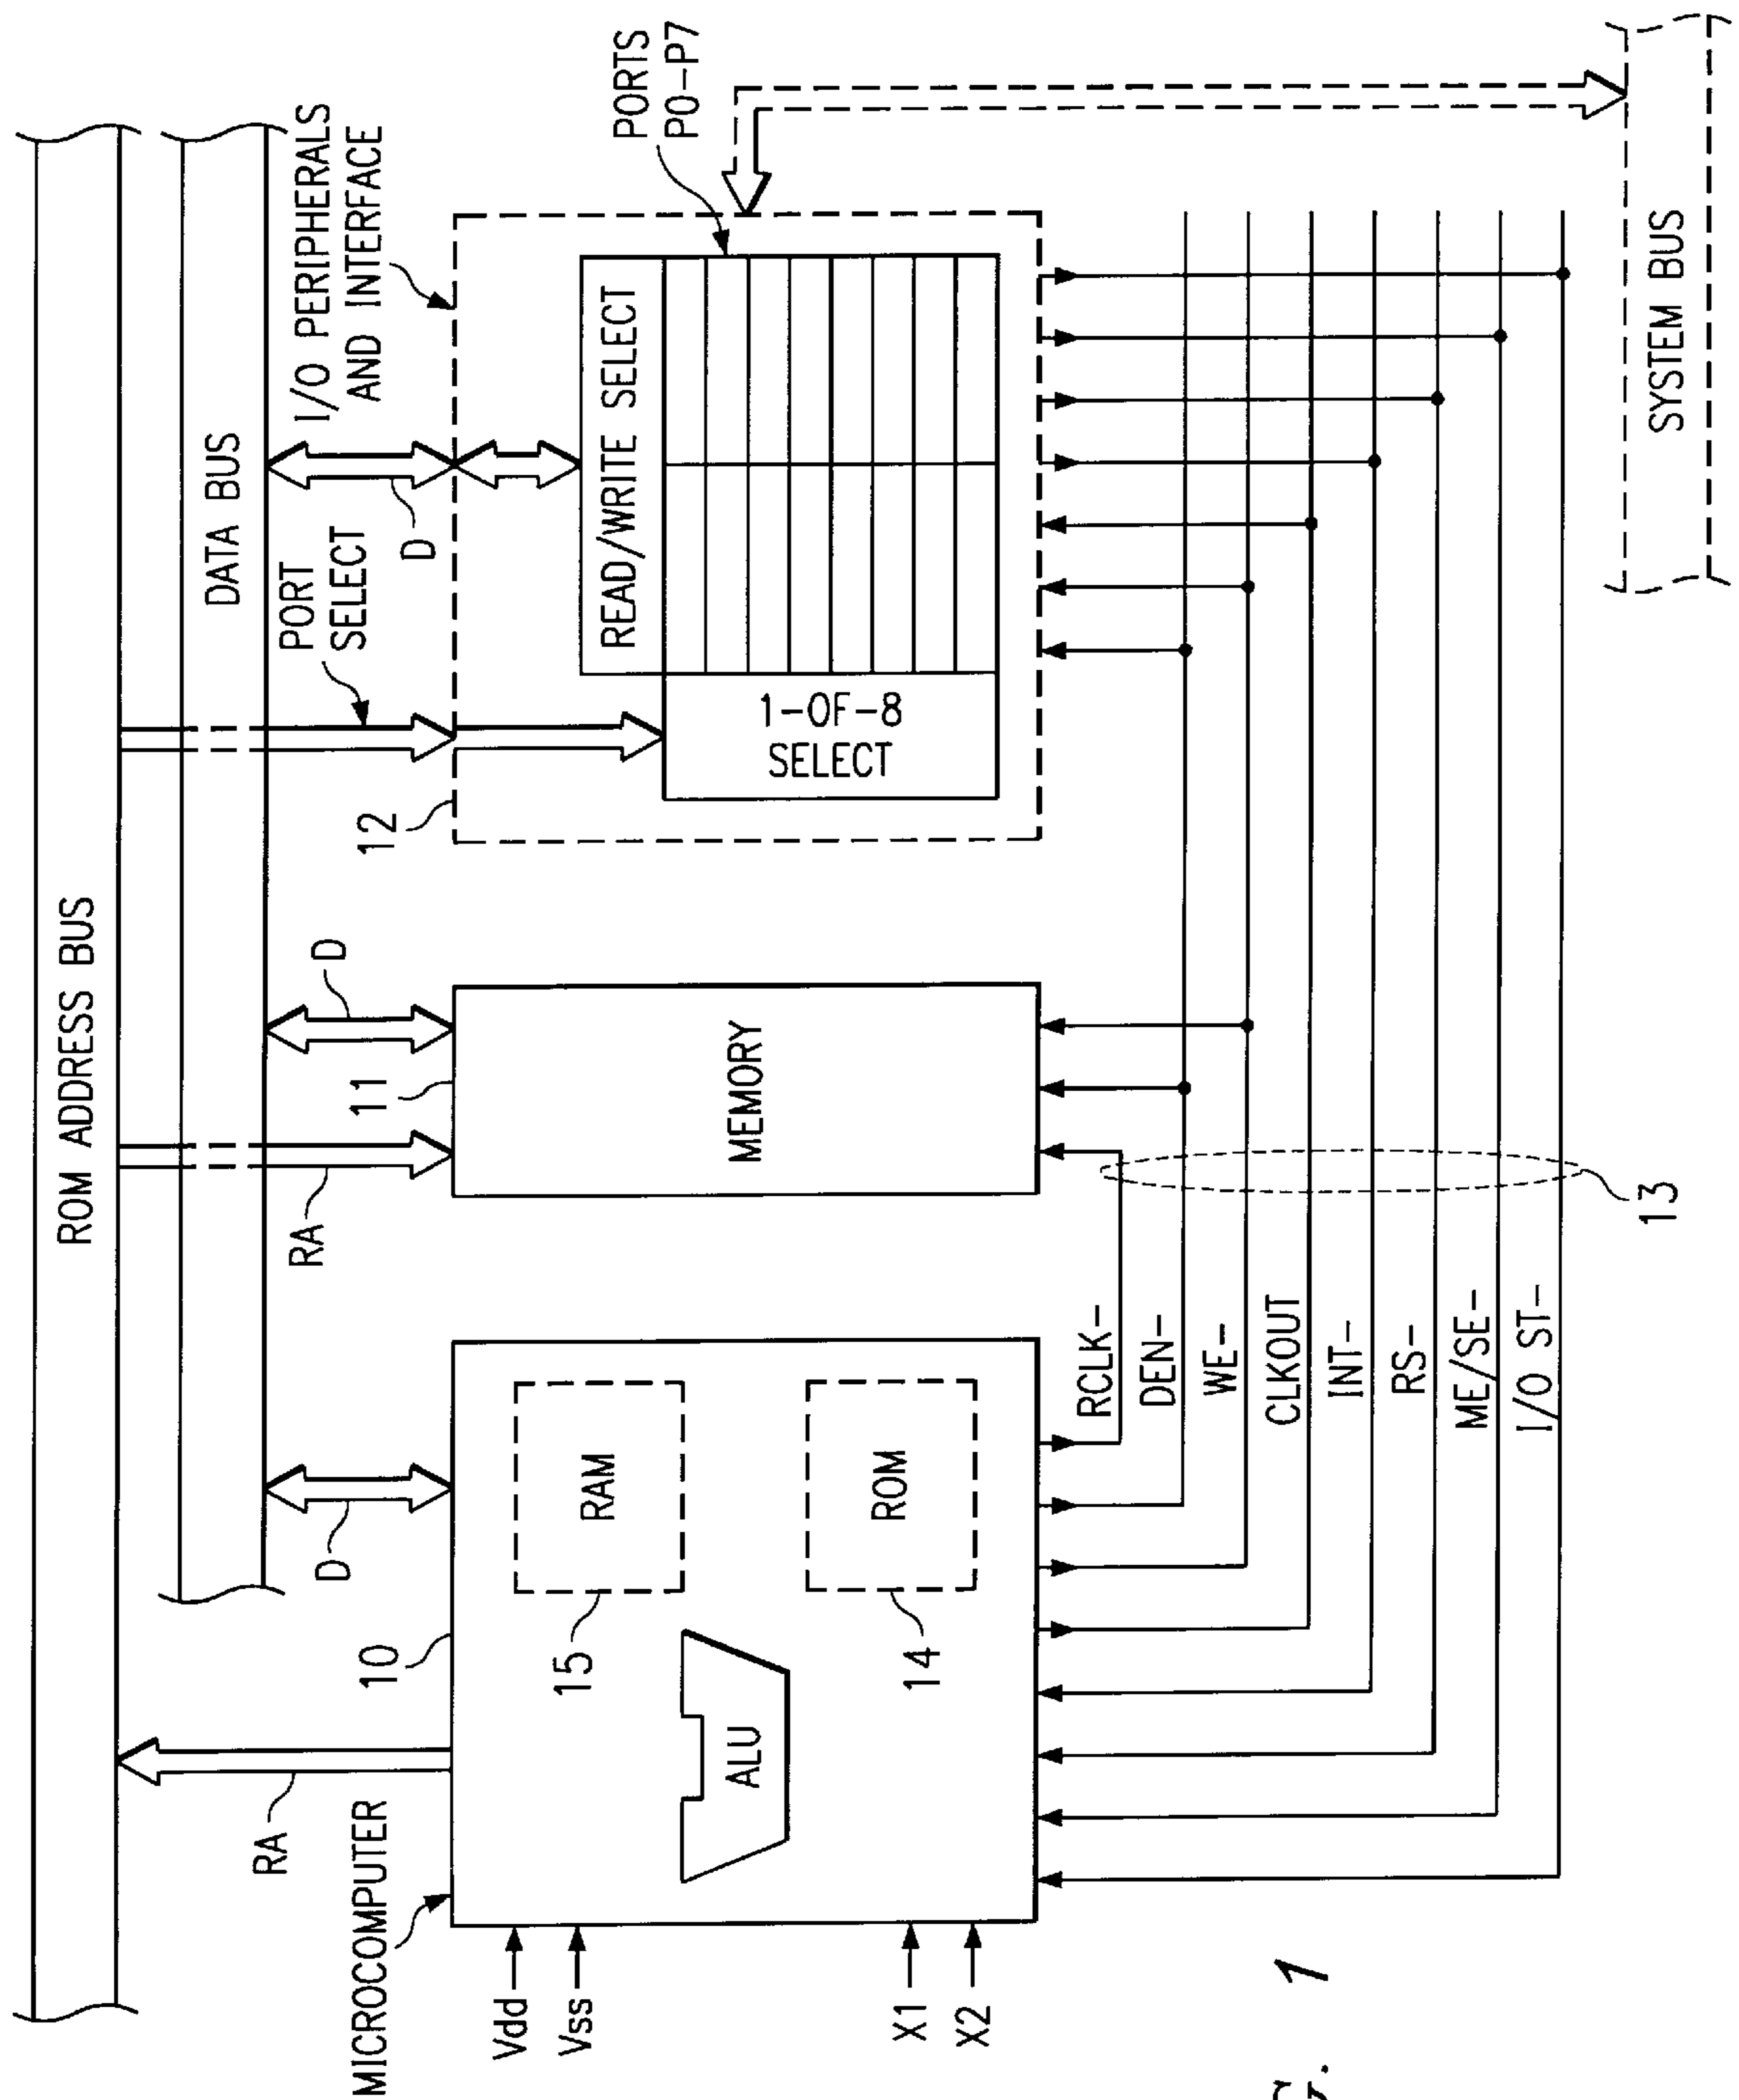 ROM ADDRESS BUS
DATA BUS
RA
D
RA
D
PORT
SELECT
D
I/O PERIPHERALS
AND INTERFACE
MICROCOMPUTER
10
11
12
PORTS
P0-P7
Vdd
Vss
X1
X2
15
RAM
ALU
14
ROM
MEMORY
READ/WRITE SELECT
1-OF-8
SELECT
RCLK-
DEN-
WE-
CLKOUT
INT-
RS-
ME/SE-
I/O ST-
13
SYSTEM BUS
1